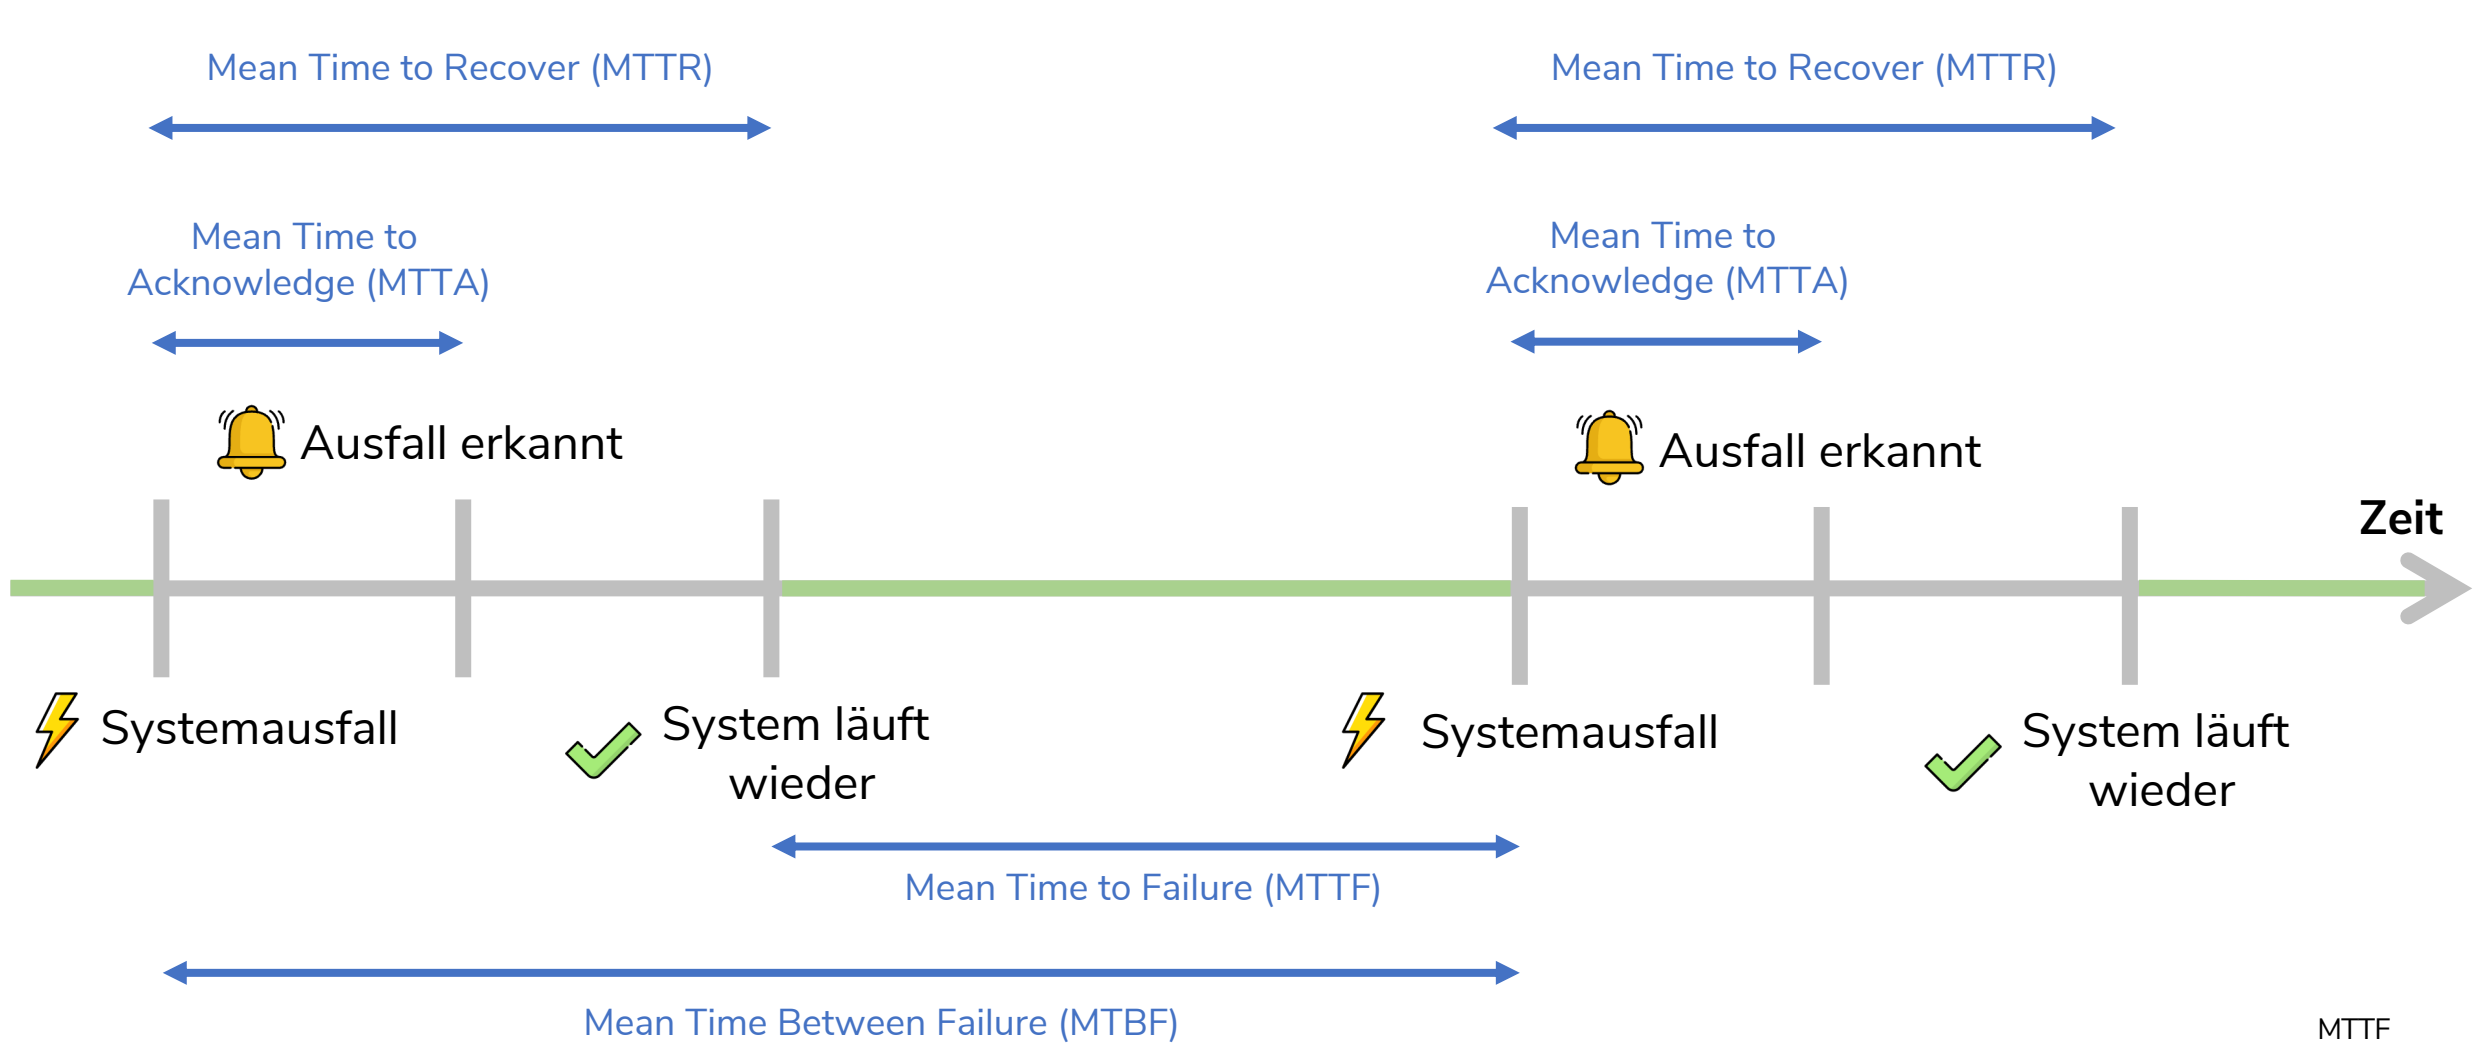 Mean Time to Recover (MTTR)
Mean Time to Recover (MTTR)
Mean Time to
Acknowledge (MTTA)
Mean Time to
Acknowledge (MTTA)
Ausfall erkannt
Ausfall erkannt
Zeit
Systemausfall
System läuft
wieder
Systemausfall
System läuft
wieder
Mean Time to Failure (MTTF)
Mean Time Between Failure (MTBF)
MTTF